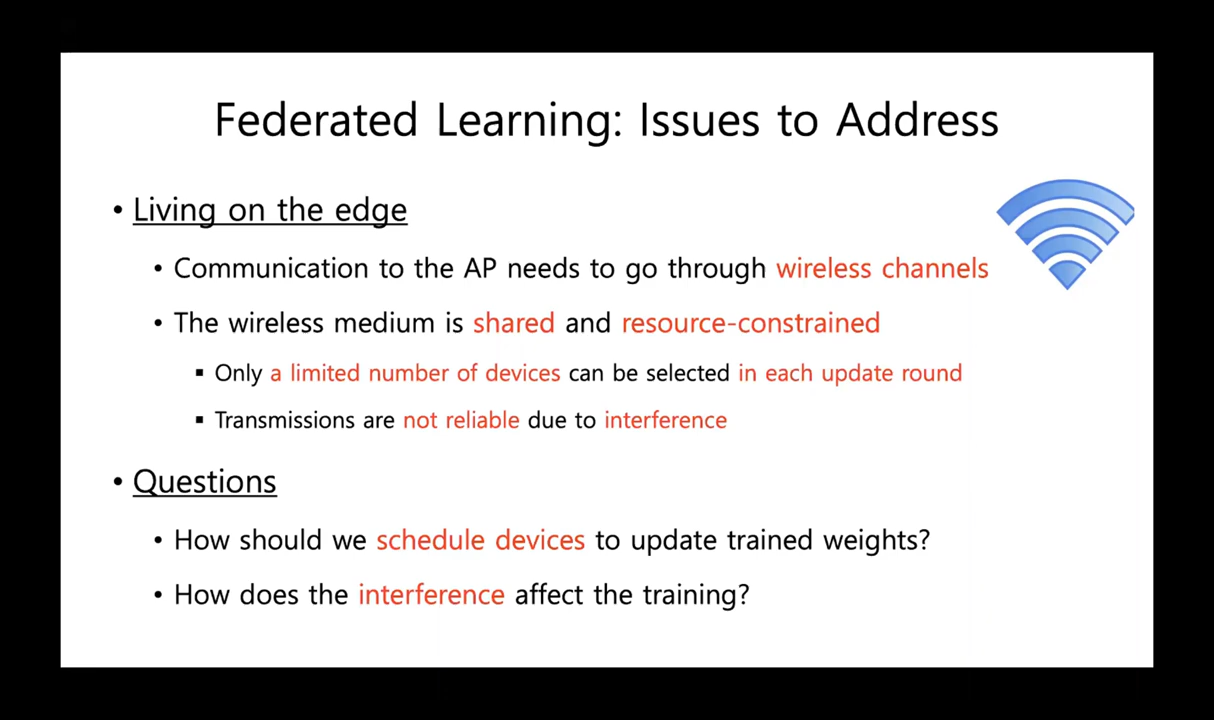 Federated Learning: Issues to Address
• Living on the edge
• Communication to the AP needs to go through wireless channels
• The wireless medium is shared and resource-constrained
▪ Only a limited number of devices can be selected in each update round
▪ Transmissions are not reliable due to interference
• Questions
• How should we schedule devices to update trained weights?
• How does the interference affect the training?